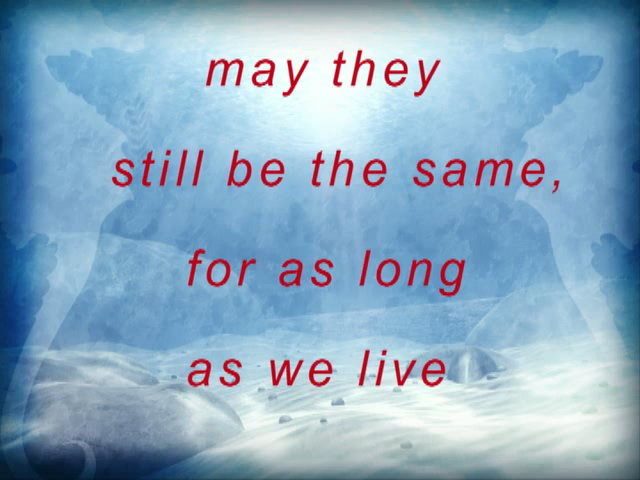 may they
still be the same,
for as long
as we live